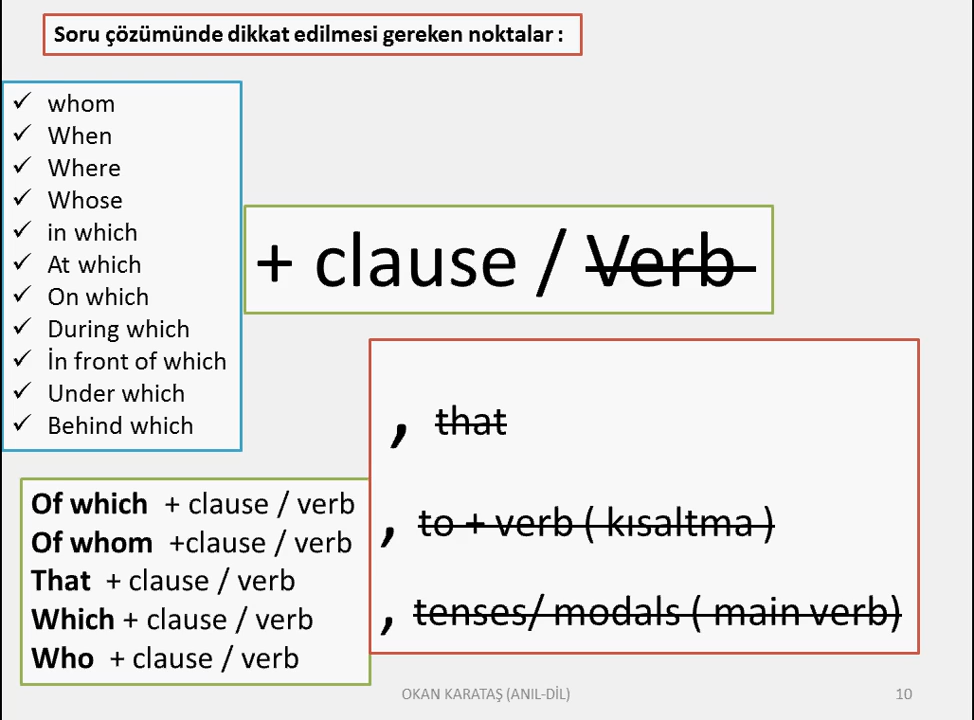 Soru çözümünde dikkat edilmesi gereken noktalar :
✓ whom
✓ When
✓ Where
✓ Whose
✓ in which
✓ At which
✓ On which
✓ During which
✓ İn front of which
✓ Under which
✓ Behind which
+ clause / Verb
, that
, to + verb ( kısaltma )
, tenses/ modals ( main verb)
Of which + clause / verb
Of whom +clause / verb
That + clause / verb
Which + clause / verb
Who + clause / verb
OKAN KARATAŞ (ANIL-DİL)
10